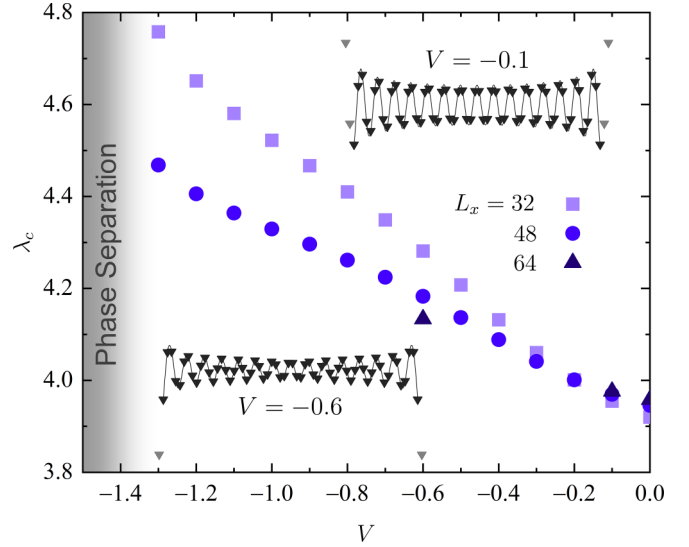 4.8
4.6
4.4
4.2
4.0
3.8
λc
Phase Separation
V = −0.1
Lx = 32
48
64
V = −0.6
−1.4 −1.2 −1.0 −0.8 −0.6 −0.4 −0.2 0.0
V